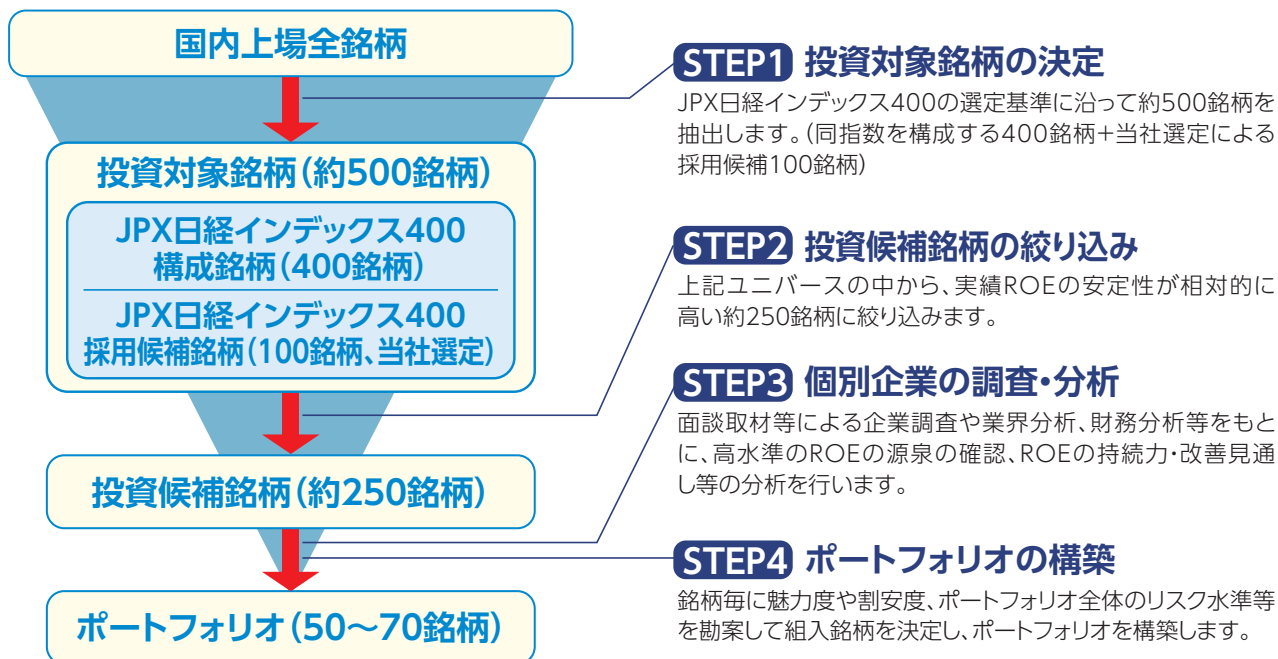 国内上場全銘柄
投資対象銘柄(約500銘柄)
JPX日経インデックス400
構成銘柄(400銘柄)
JPX日経インデックス400
採用候補銘柄(100銘柄、当社選定)
投資候補銘柄(約250銘柄)
ポートフォリオ(50〜70銘柄)
STEP1 投資対象銘柄の決定
JPX日経インデックス400の選定基準に沿って約500銘柄を
抽出します。(同指数を構成する400銘柄+当社選定による
採用候補100銘柄)
STEP2 投資候補銘柄の絞り込み
上記ユニバースの中から、実績ROEの安定性が相対的に
高い約250銘柄に絞り込みます。
STEP3 個別企業の調査・分析
面談取材等による企業調査や業界分析、財務分析等をもと
に、高水準のROEの源泉の確認、ROEの持続力・改善見通
し等の分析を行います。
STEP4 ポートフォリオの構築
銘柄毎に魅力度や割安度、ポートフォリオ全体のリスク水準等
を勘案して組入銘柄を決定し、ポートフォリオを構築します。